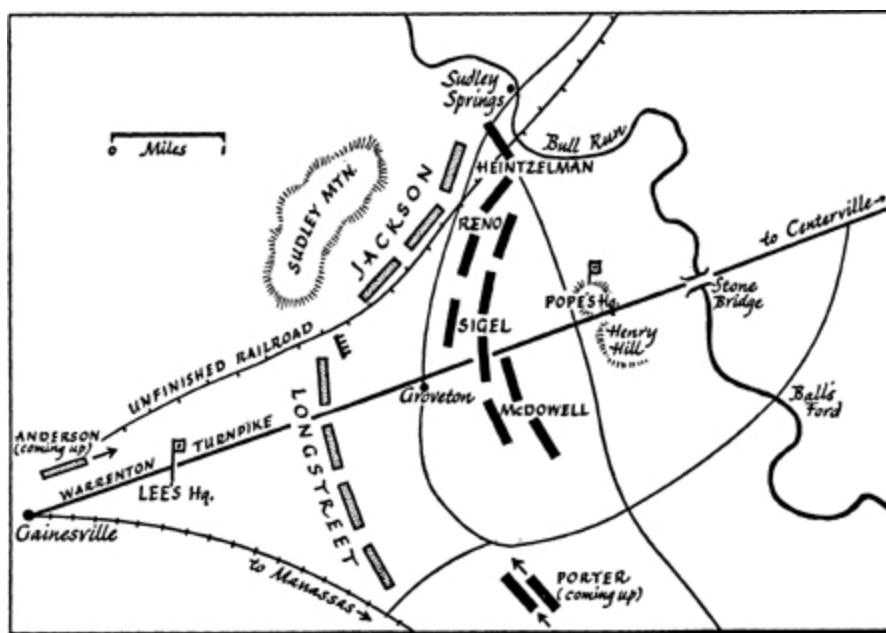 Sudley
Springs
0 Miles 1
Bull Run
HEINTZELMAN
SUDLEY MTN.
JACKSON
RENO
to Centerville
POPE'S Hq.
Stone
Bridge
SIGEL
Henry
Hill
UNFINISHED RAILROAD
Groveton
Ball's
Ford
McDOWELL
LONGSTREET
ANDERSON
(coming up)
WARRENTON TURNPIKE
LEE'S Hq.
Gainesville
to Manassas
PORTER
(coming up)